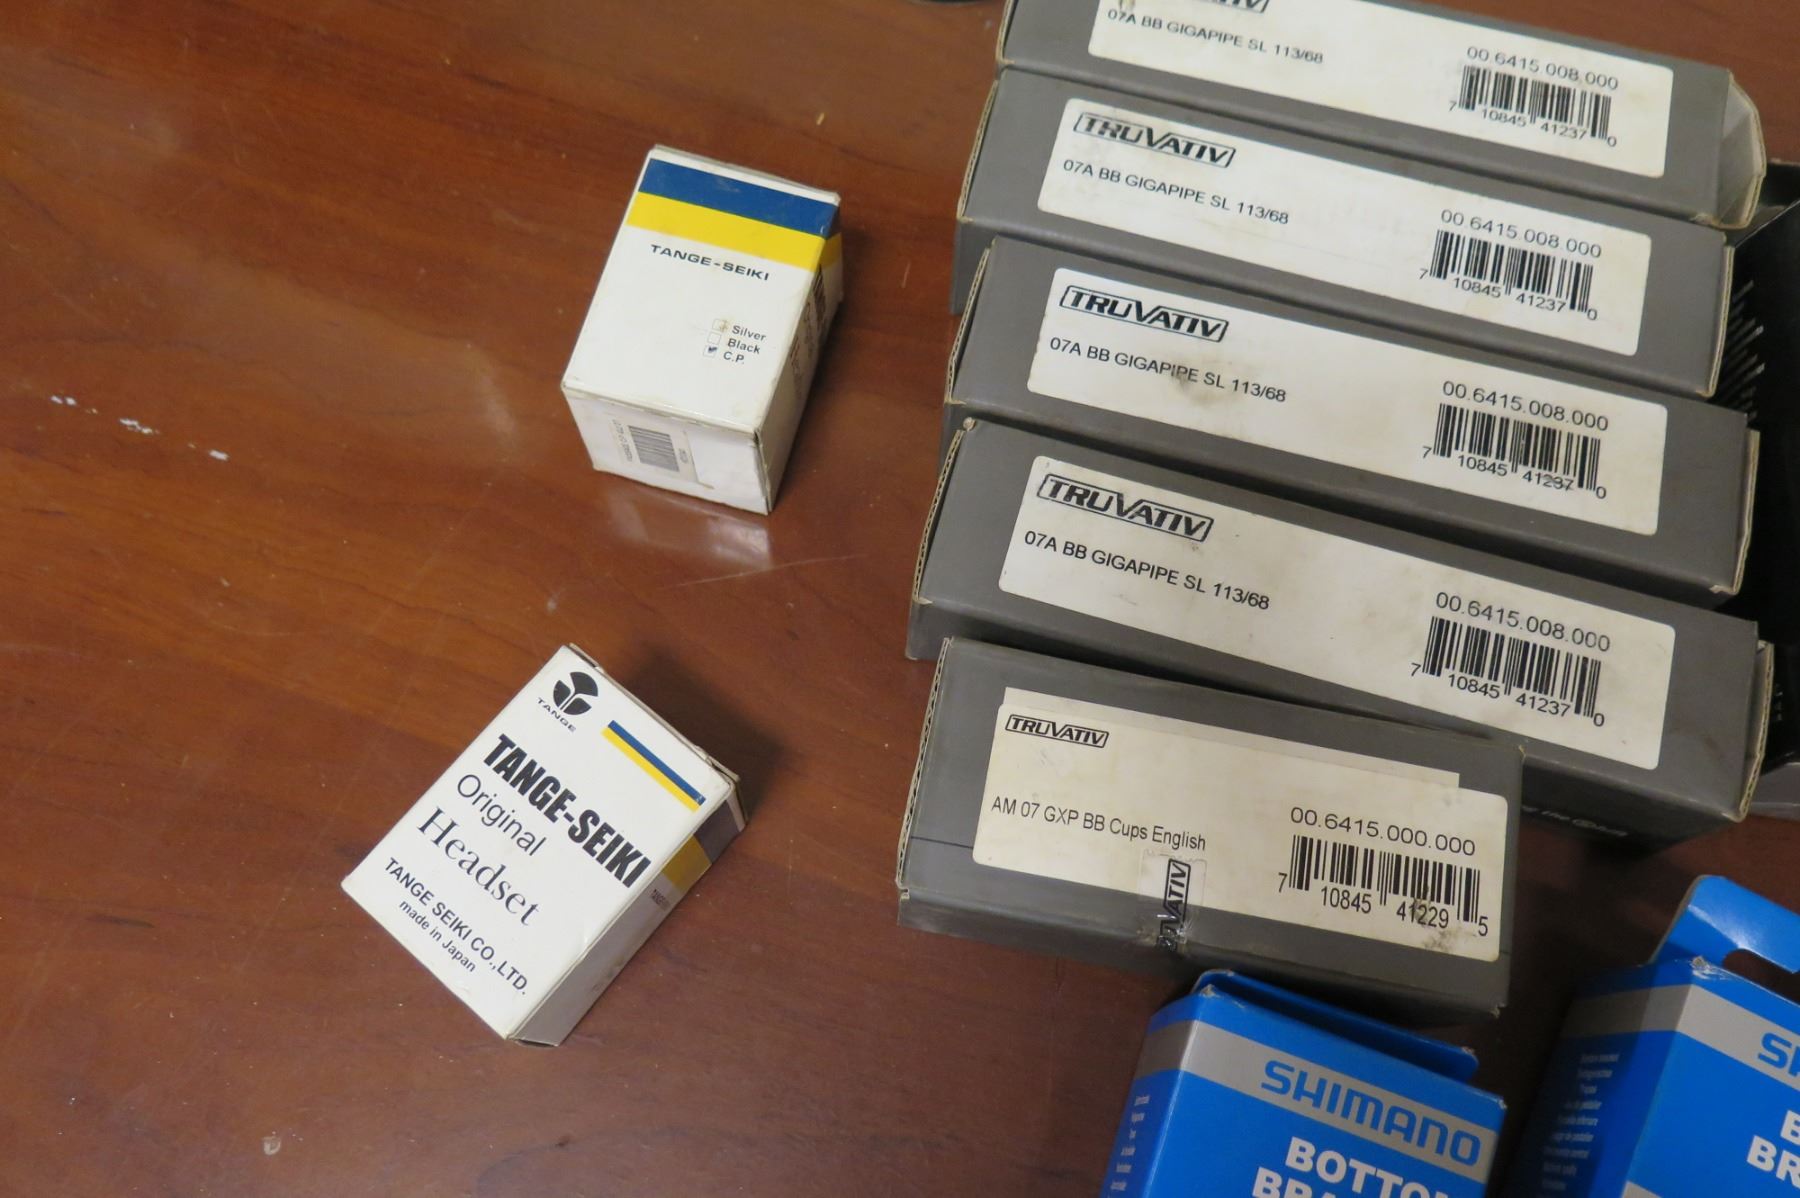 07A BB GIGAPIPE SL 113/68
00.6415.008.000
7 10845 41237 0
TRUVATIV
07A BB GIGAPIPE SL 113/68
00.6415.008.000
7 10845 41237 0
TRUVATIV
07A BB GIGAPIPE SL 113/68
00.6415.008.000
7 10845 41237 0
TRUVATIV
07A BB GIGAPIPE SL 113/68
00.6415.008.000
7 10845 41237 0
TRUVATIV
AM 07 GXP BB Cups English
00.6415.000.000
7 10845 41229 5
TANGE-SEIKI
Silver
Black
C.P.
TANGE
TANGE-SEIKI
Original
Headset
TANGE SEIKI CO.,LTD.
made in Japan
SHIMANO